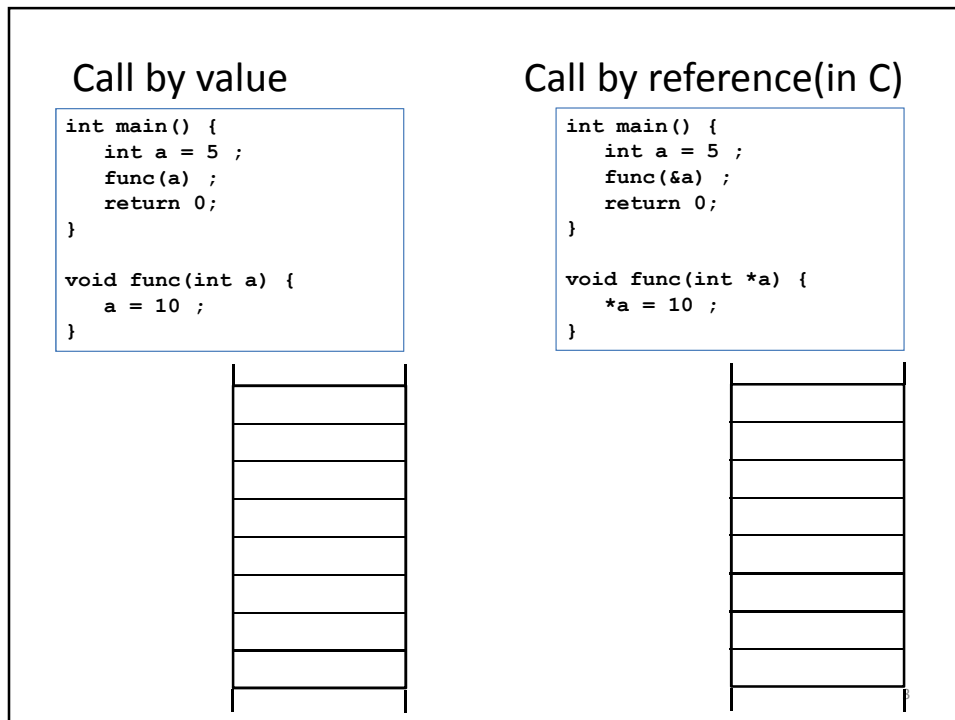 Call by value
int main() {
   int a = 5 ;
   func(a) ;
   return 0;
}

void func(int a) {
   a = 10 ;
}
Call by reference(in C)
int main() {
   int a = 5 ;
   func(&a) ;
   return 0;
}

void func(int *a) {
   *a = 10 ;
}